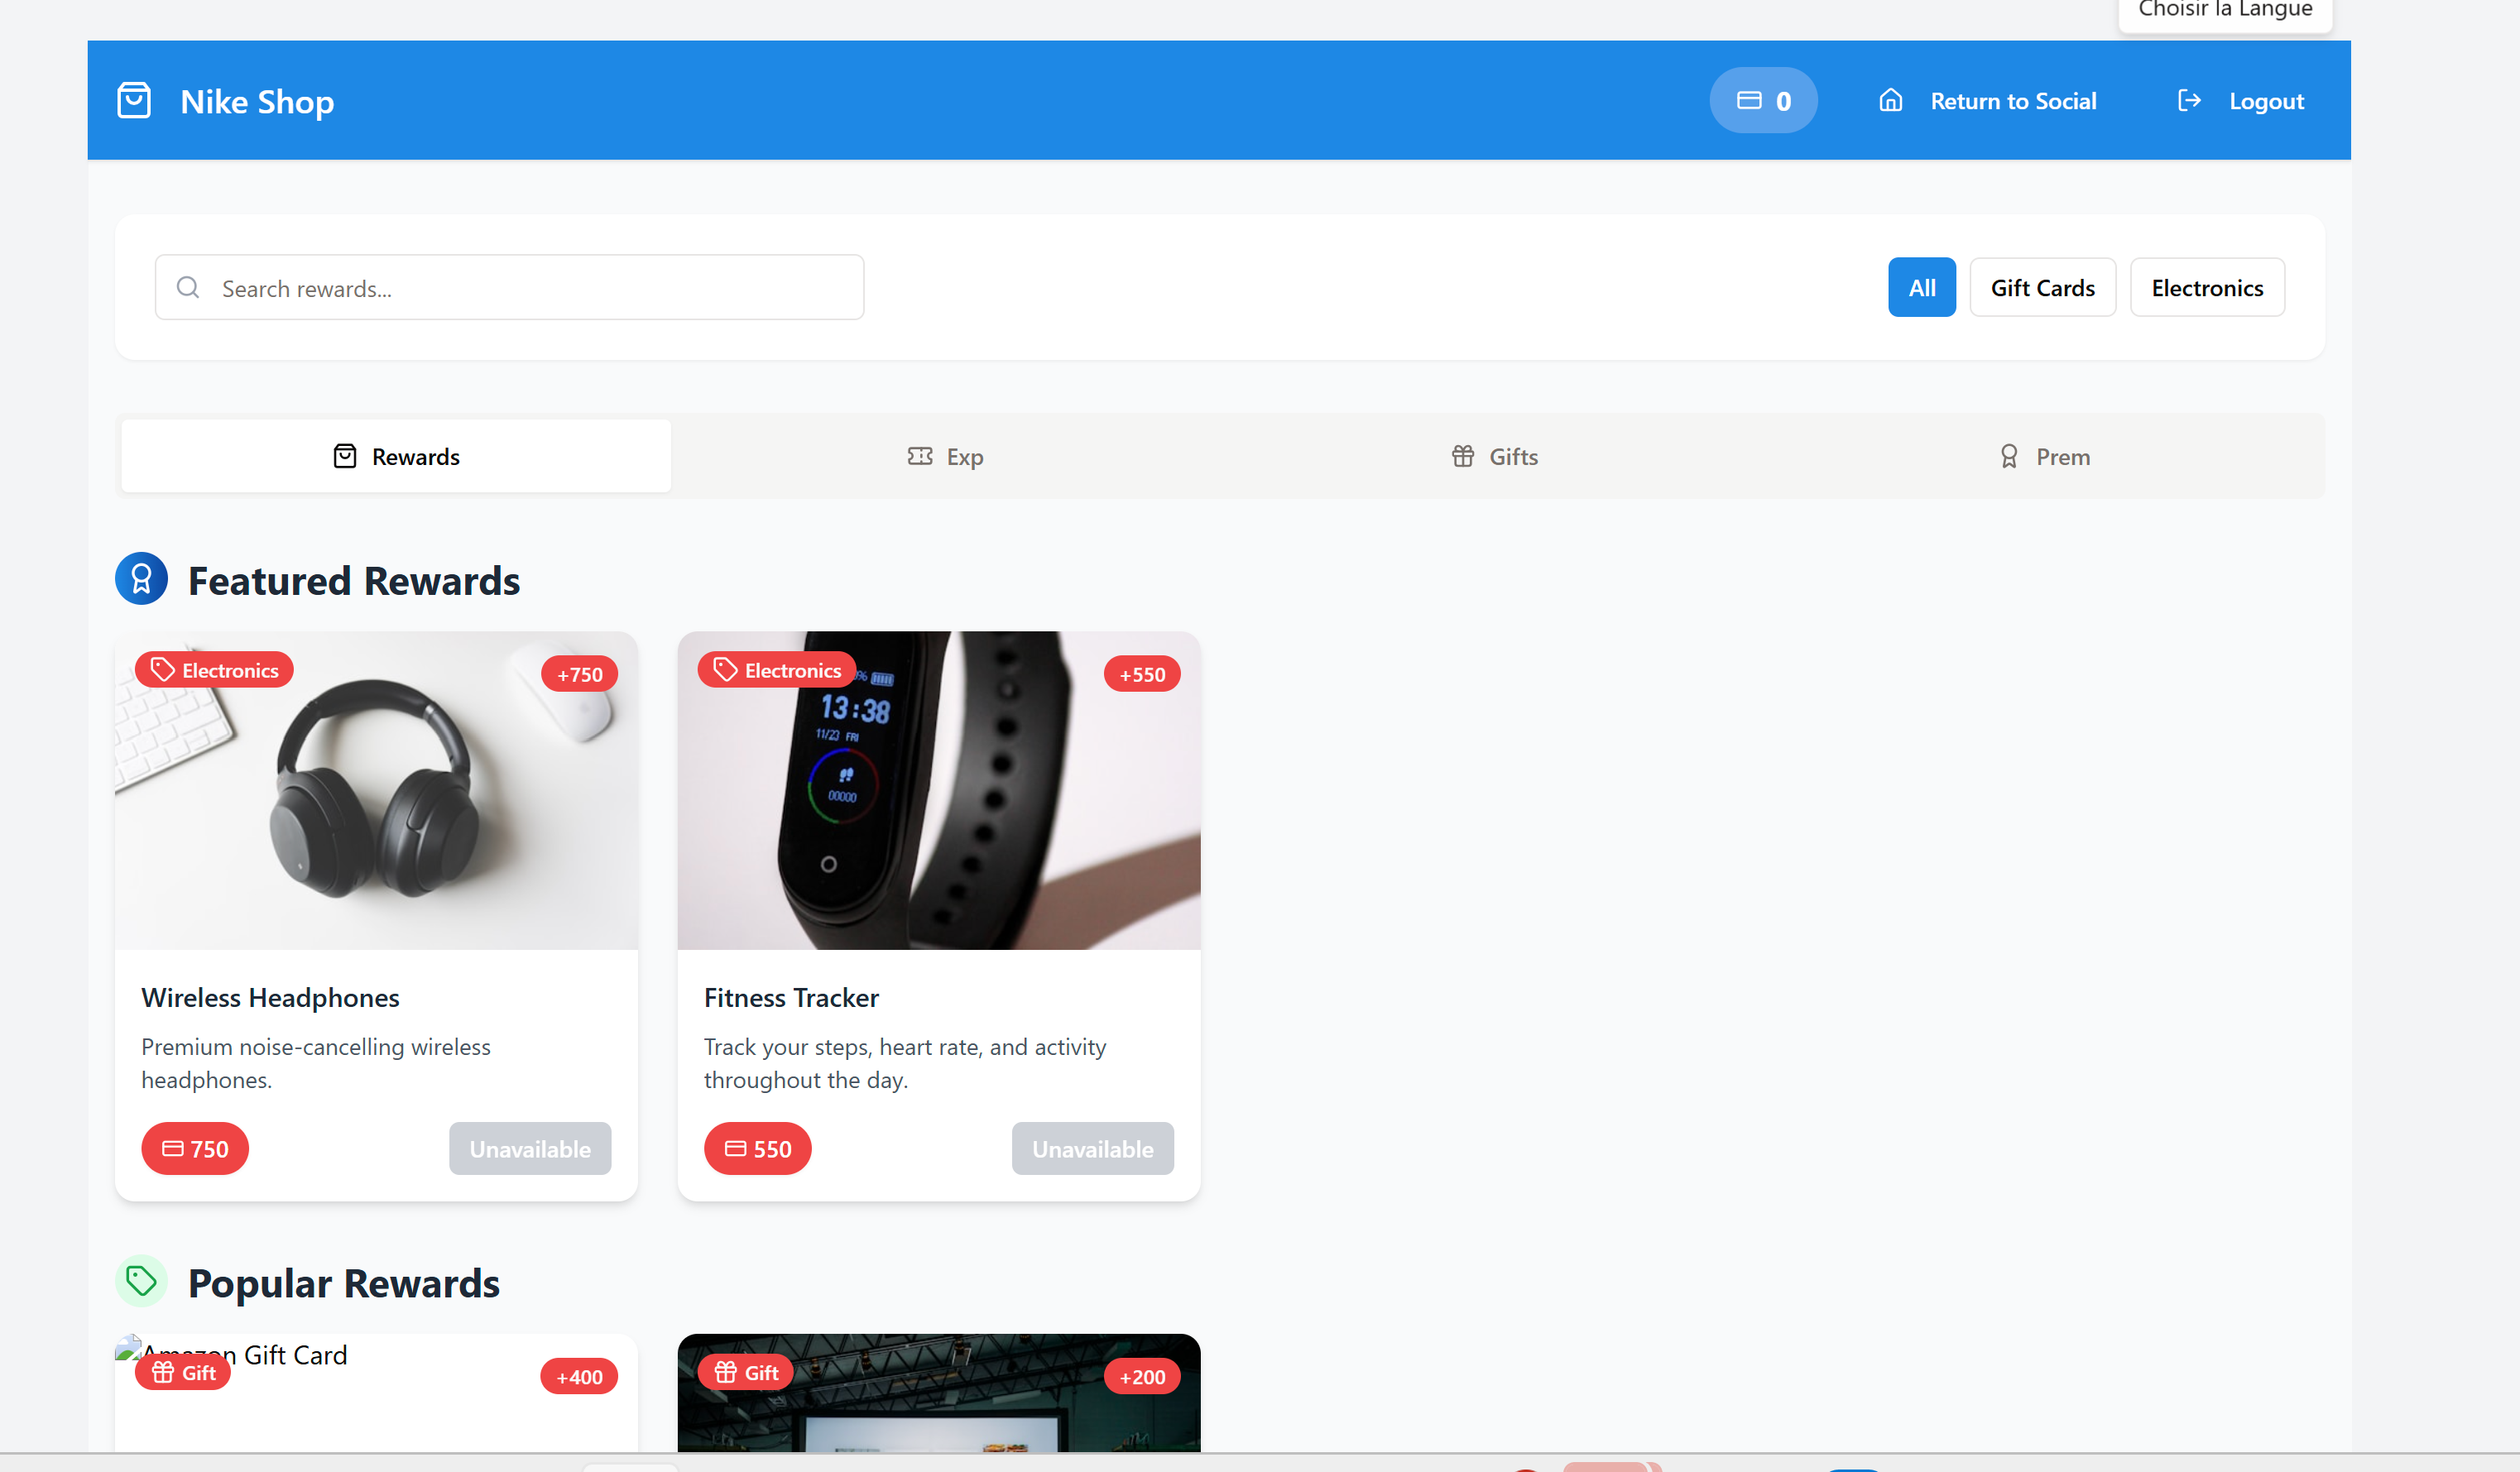 Choisir la Langue
Nike Shop
0
Return to Social
Logout
Search rewards...
All
Gift Cards
Electronics
Rewards
Exp
Gifts
Prem
Featured Rewards
Electronics
+750
Electronics
+550
13:38
11/23 FRI
00000
Wireless Headphones
Premium noise-cancelling wireless
headphones.
750
Unavailable
Fitness Tracker
Track your steps, heart rate, and activity
throughout the day.
550
Unavailable
Popular Rewards
Amazon Gift Card
Gift
+400
Gift
+200